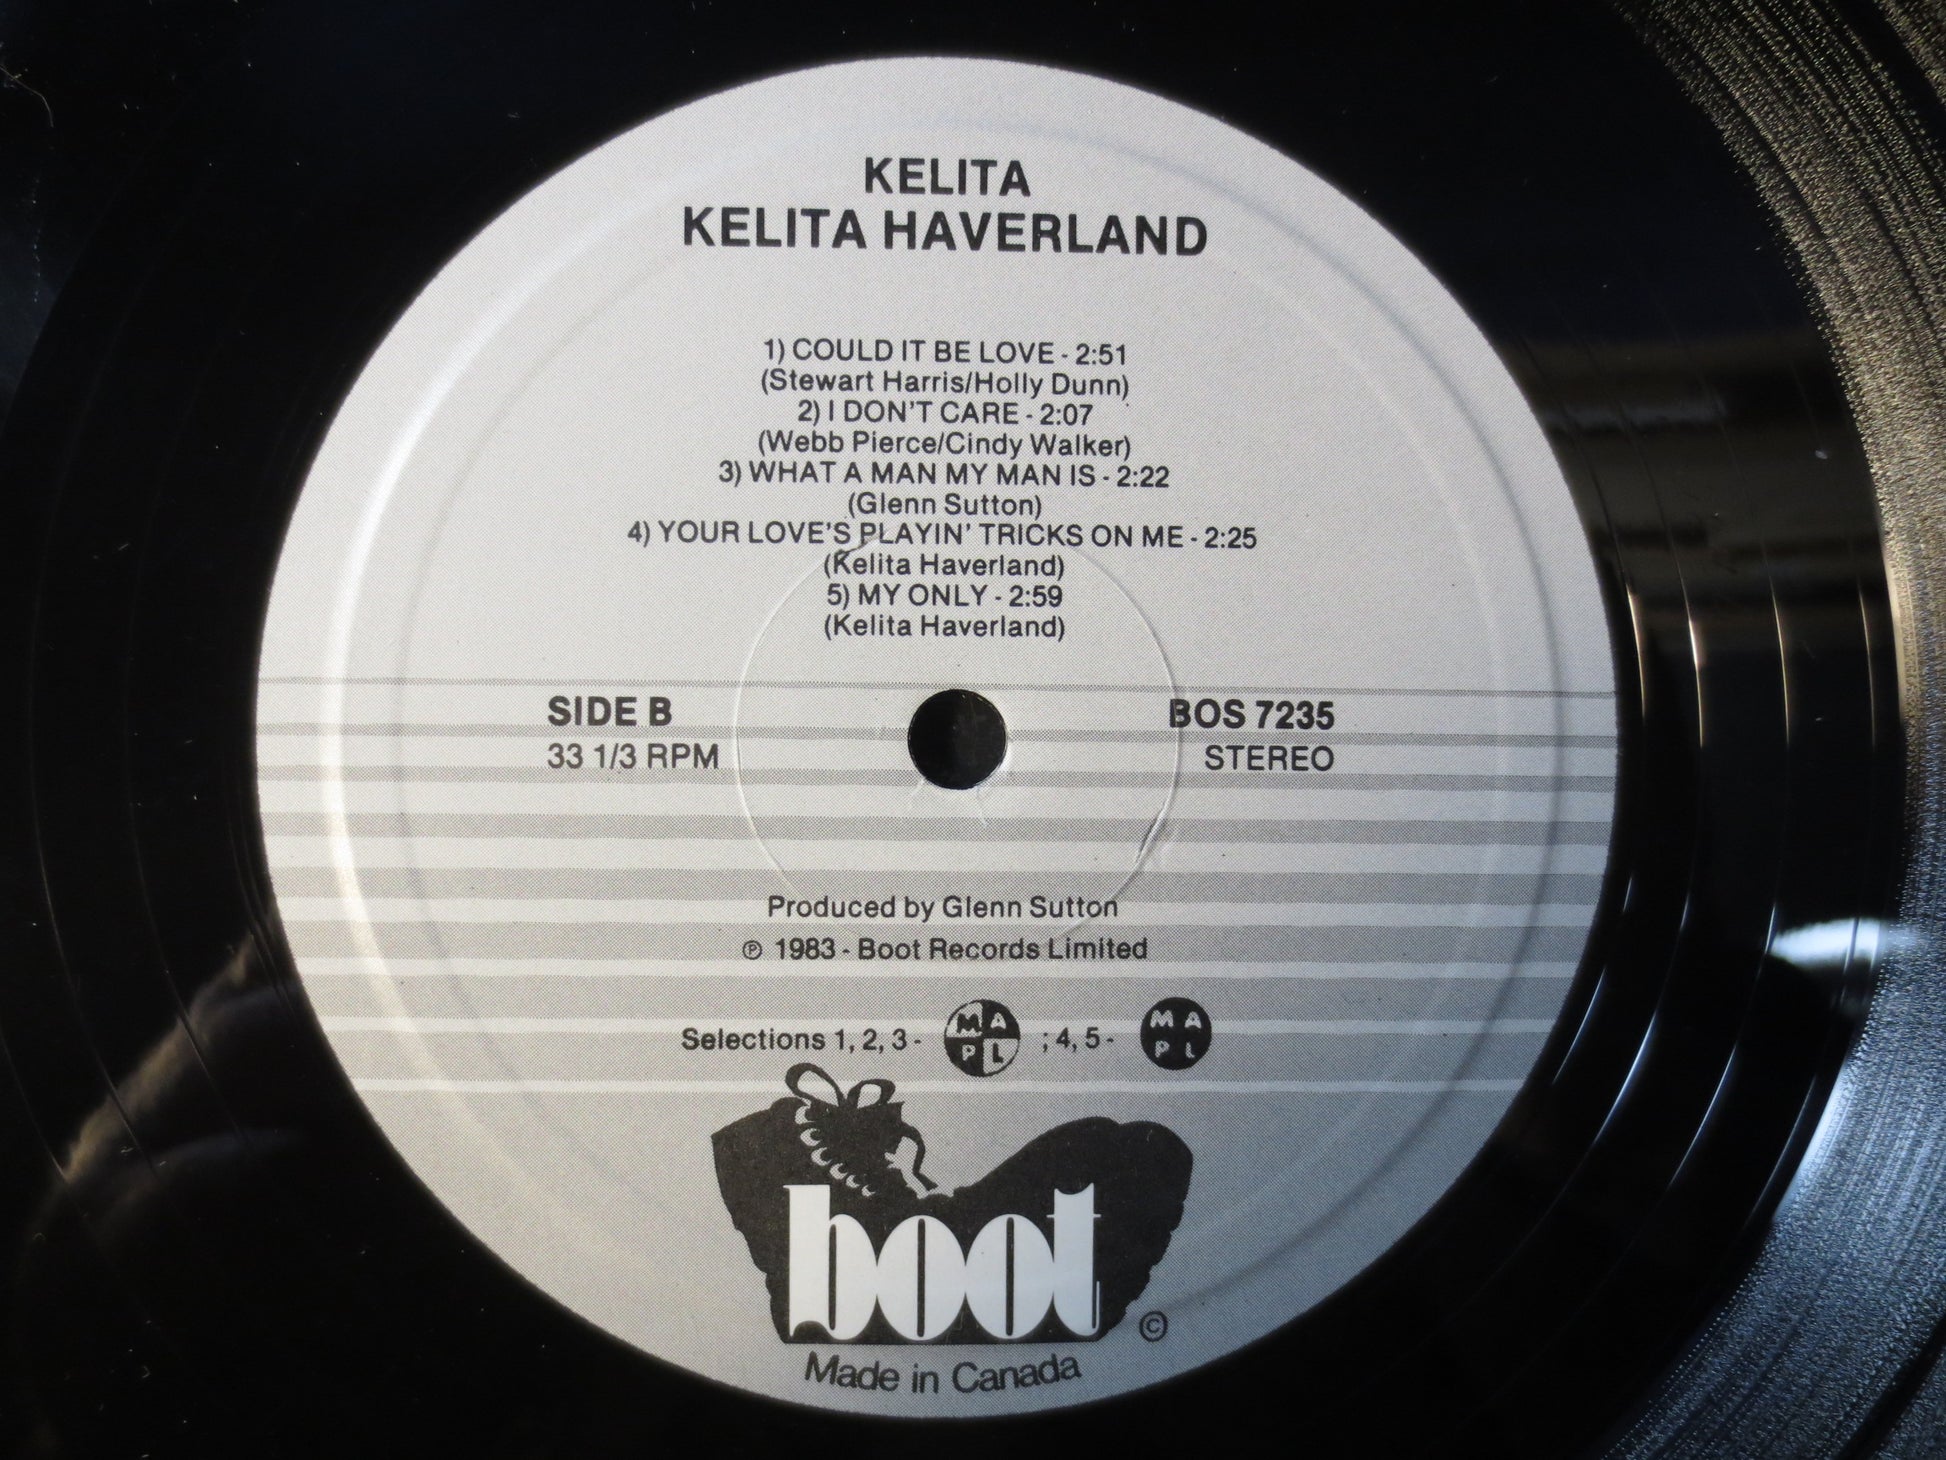 KELITA
KELITA HAVERLAND
1) COULD IT BE LOVE - 2:51
(Stewart Harris/Holly Dunn)
2) I DON'T CARE - 2:07
(Webb Pierce/Cindy Walker)
3) WHAT A MAN MY MAN IS - 2:22
(Glenn Sutton)
4) YOUR LOVE'S PLAYIN' TRICKS ON ME - 2:25
(Kelita Haverland)
5) MY ONLY - 2:59
(Kelita Haverland)
SIDE B BOS 7235
33 1/3 RPM STEREO
Produced by Glenn Sutton
℗ 1983 - Boot Records Limited
Selections 1, 2, 3 - MAPL ; 4, 5 - MAPL
boot ©
Made in Canada